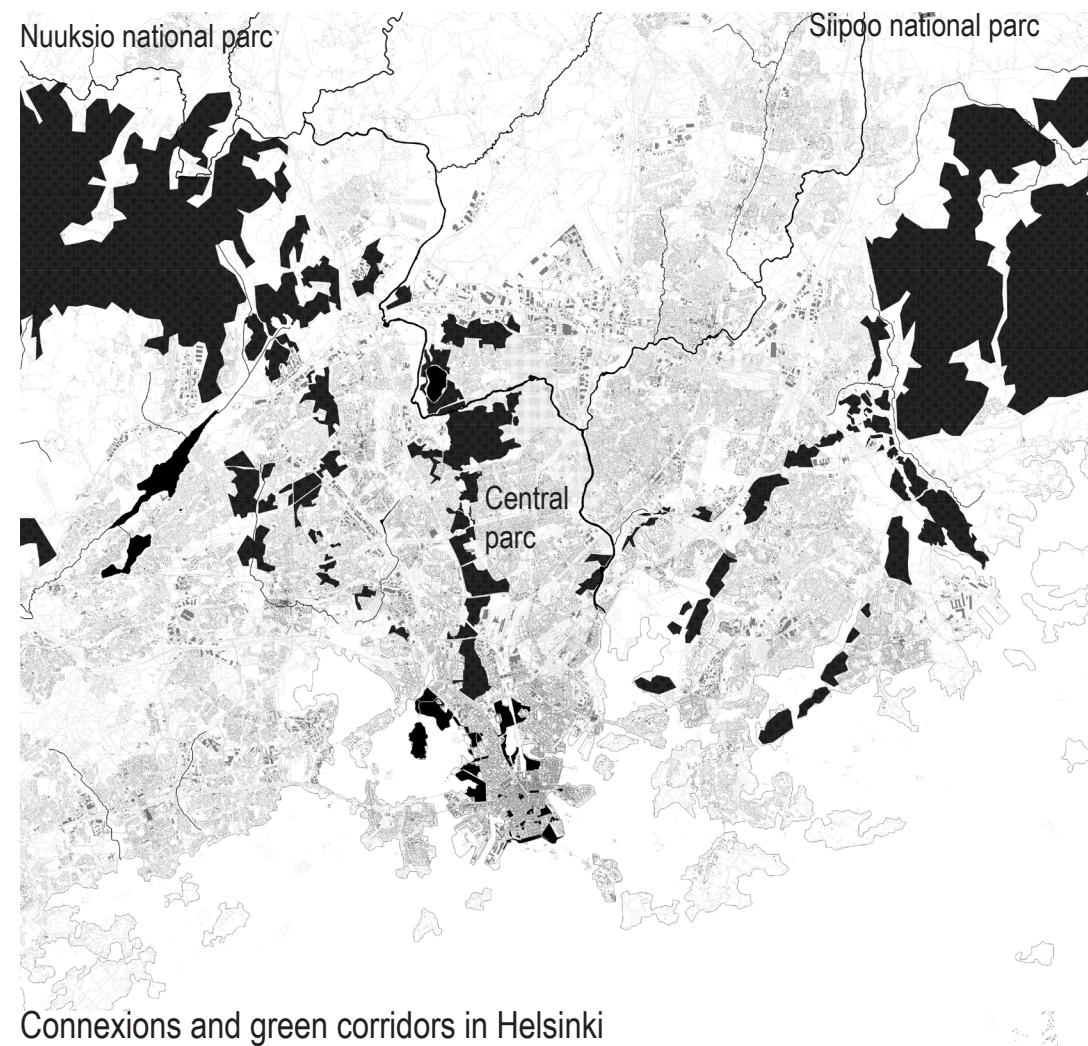 Nuuksio national parc
Siipoo national parc
Central
parc
Connexions and green corridors in Helsinki